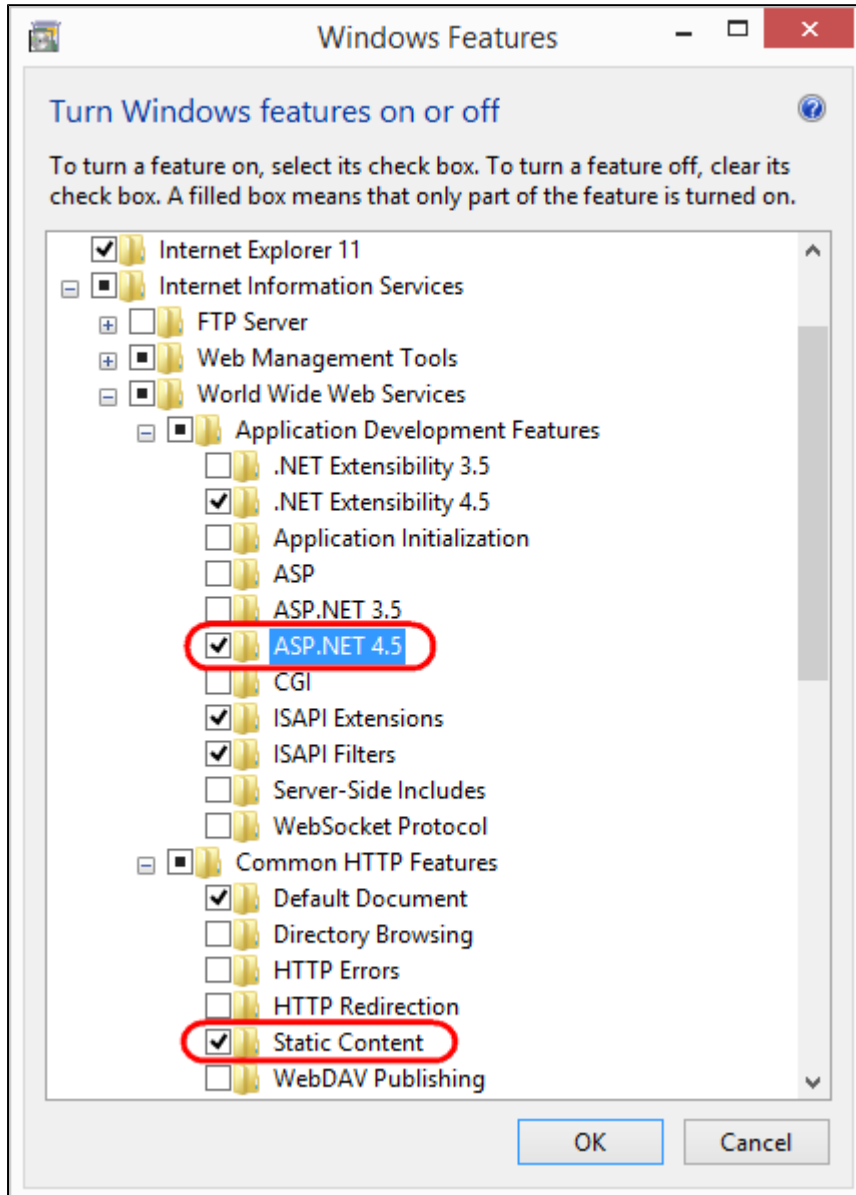 Windows Features
Turn Windows features on or off
To turn a feature on, select its check box. To turn a feature off, clear its
check box. A filled box means that only part of the feature is turned on.
Internet Explorer 11
Internet Information Services
FTP Server
Web Management Tools
World Wide Web Services
Application Development Features
.NET Extensibility 3.5
.NET Extensibility 4.5
Application Initialization
ASP
ASP.NET 3.5
ASP.NET 4.5
CGI
ISAPI Extensions
ISAPI Filters
Server-Side Includes
WebSocket Protocol
Common HTTP Features
Default Document
Directory Browsing
HTTP Errors
HTTP Redirection
Static Content
WebDAV Publishing
OK Cancel